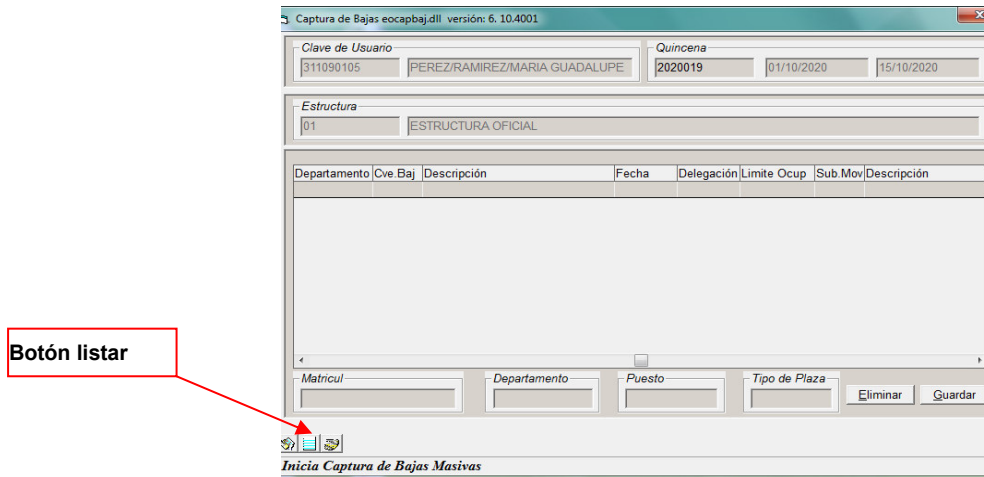 Captura de Bajas eocapbaj.dll versión: 6. 10.4001
Clave de Usuario Quincena
311090105 PEREZ/RAMIREZ/MARIA GUADALUPE 2020019 01/10/2020 15/10/2020
Estructura
01 ESTRUCTURA OFICIAL
Departamento Cve.Baj Descripción Fecha Delegación Limite Ocup Sub.Mov Descripción
Botón listar
Matricul Departamento Puesto Tipo de Plaza
Eliminar Guardar
Inicia Captura de Bajas Masivas